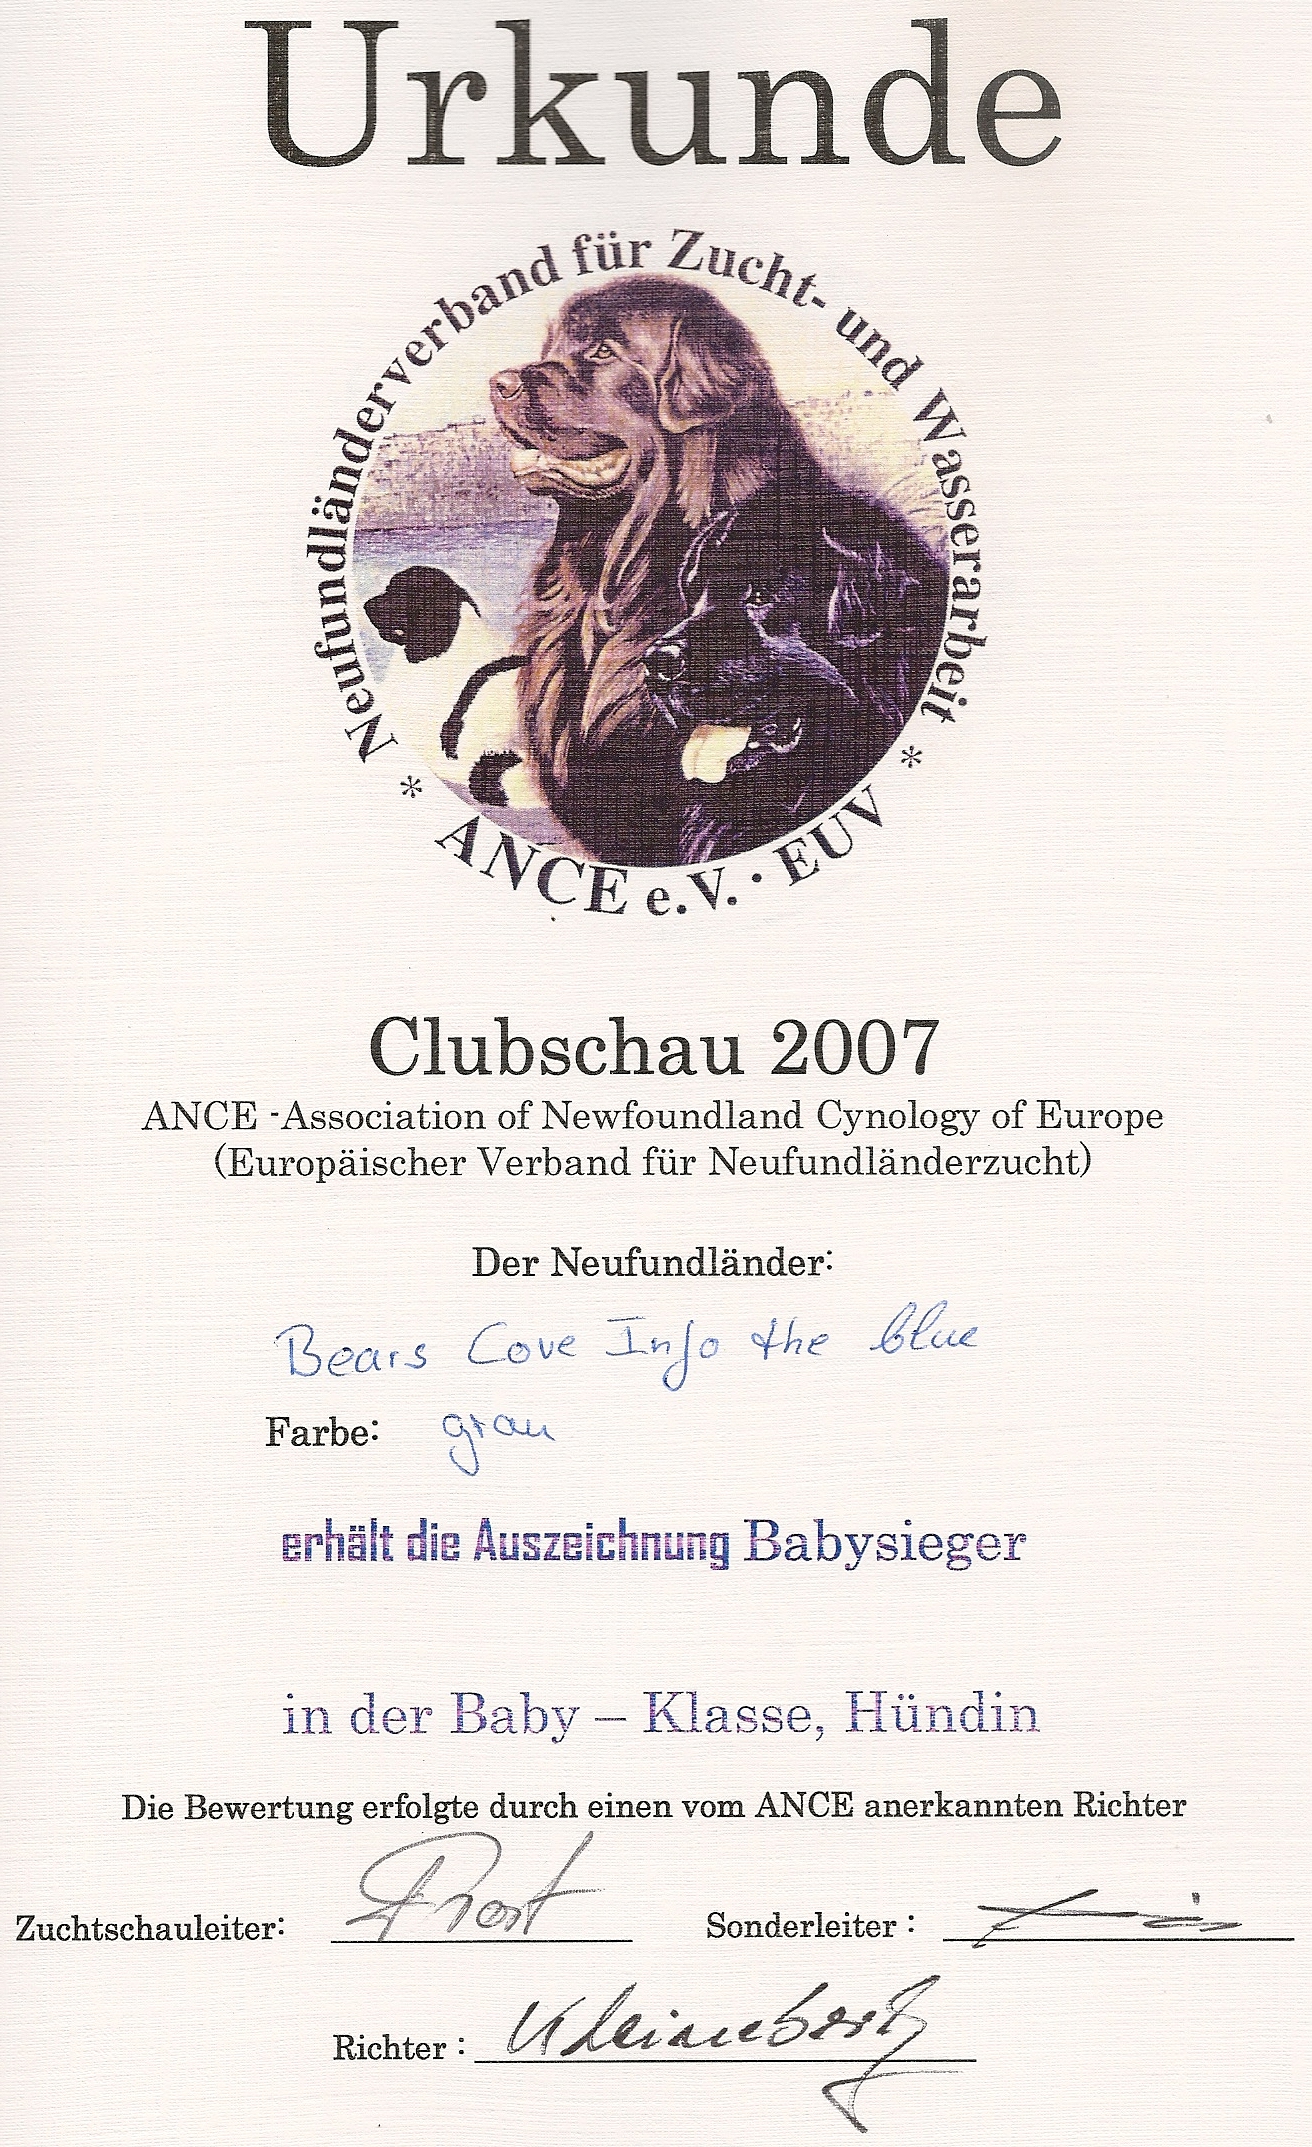 Urkunde
Neufundländerverband für Zucht- und Wasserarbeit
* ANCE e.V. · EUV *
Clubschau 2007
ANCE -Association of Newfoundland Cynology of Europe
(Europäischer Verband für Neufundländerzucht)
Der Neufundländer:
Bears Cove Info the blue
Farbe: grau
erhält die Auszeichnung Babysieger
in der Baby – Klasse, Hündin
Die Bewertung erfolgte durch einen vom ANCE anerkannten Richter
Zuchtschauleiter: Sonderleiter :
Richter :